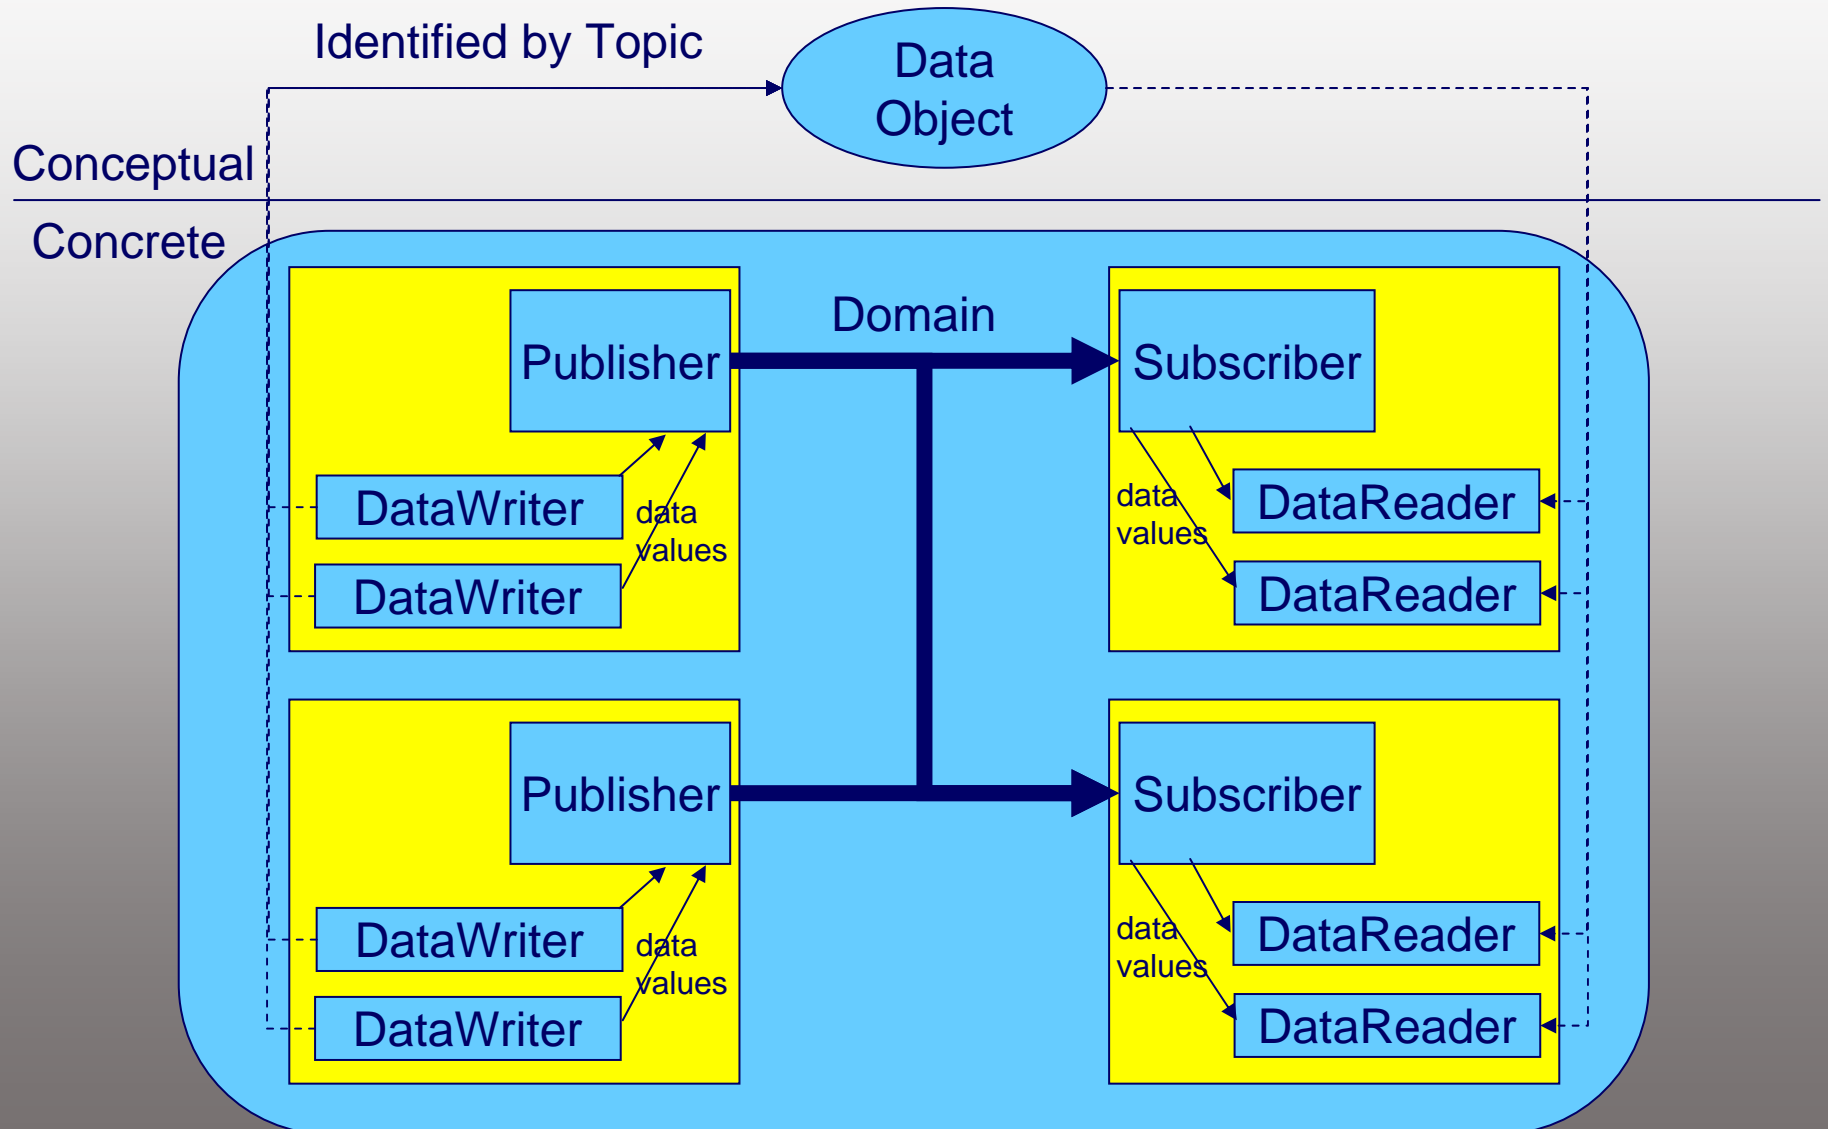 Identified by Topic
Data
Object
Conceptual
Concrete
Domain
Publisher
Subscriber
DataWriter
data
values
DataWriter
data
values
DataReader
DataReader
Publisher
Subscriber
DataWriter
data
values
DataWriter
data
values
DataReader
DataReader